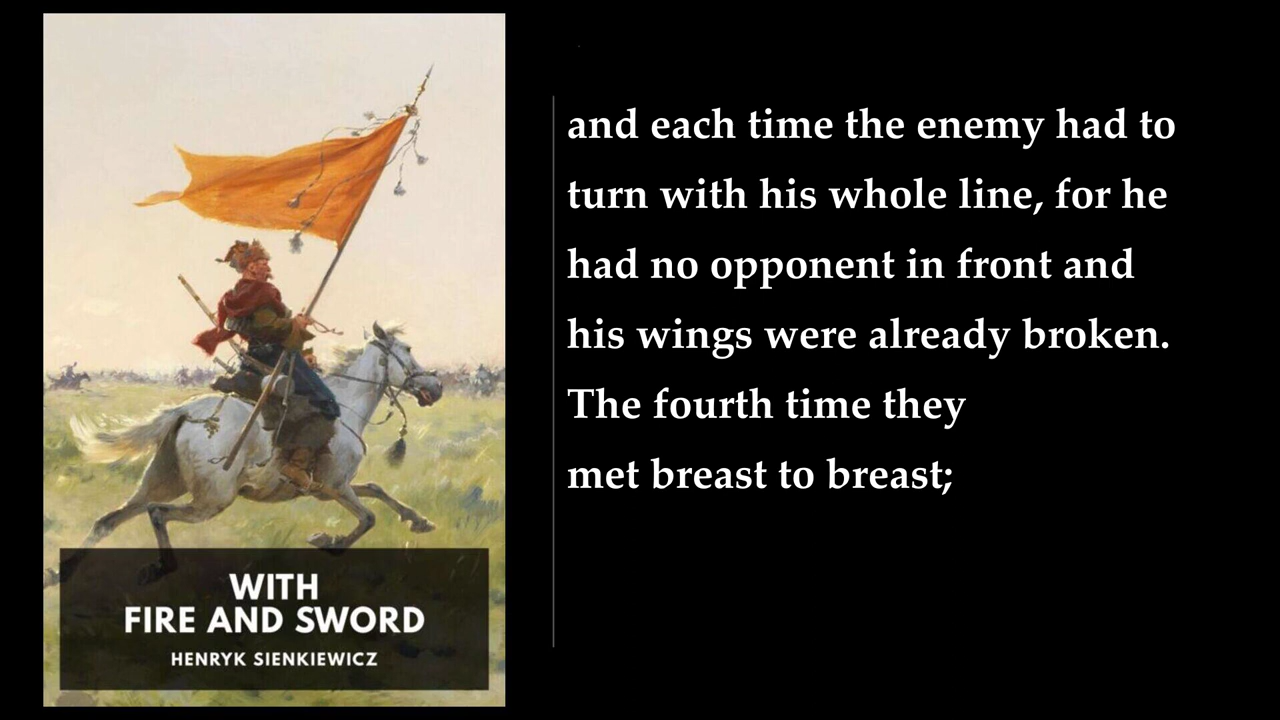 WITH
FIRE AND SWORD
HENRYK SIENKIEWICZ
and each time the enemy had to
turn with his whole line, for he
had no opponent in front and
his wings were already broken.
The fourth time they
met breast to breast;